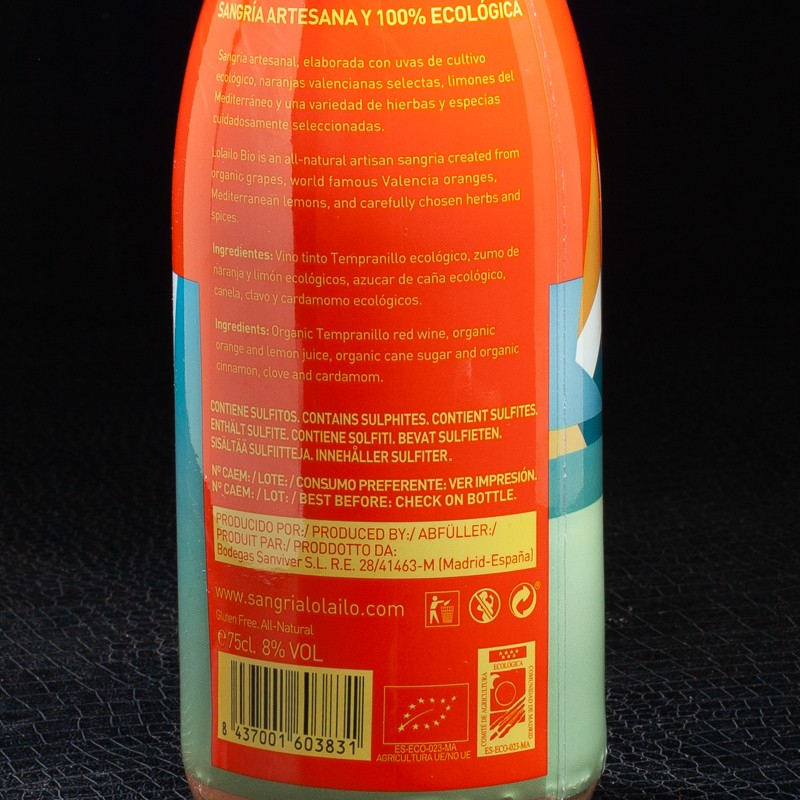 SANGRÍA ARTESANA Y 100% ECOLÓGICA
Sangría artesanal, elaborada con uvas de cultivo
ecológico, naranjas valencianas selectas, limones del
Mediterráneo y una variedad de hierbas y especias
cuidadosamente seleccionadas.
Lolailo Bio is an all-natural artisan sangria created from
organic grapes, world famous Valencia oranges,
Mediterranean lemons, and carefully chosen herbs and
spices.
Ingredientes: Vino tinto Tempranillo ecológico, zumo de
naranja y limón ecológicos, azucar de caña ecológico,
canela, clavo y cardamomo ecológicos.
Ingredients: Organic Tempranillo red wine, organic
orange and lemon juice, organic cane sugar and organic
cinnamon, clove and cardamom.
CONTIENE SULFITOS. CONTAINS SULPHITES. CONTIENT SULFITES.
ENTHÄLT SULFITE. CONTIENE SOLFITI. BEVAT SULFIETEN.
SISÄLTÄÄ SULFIITTEJA. INNEHÅLLER SULFITER.
Nº CAEM: / LOTE: / CONSUMO PREFERENTE: VER IMPRESIÓN.
Nº CAEM: / LOT: / BEST BEFORE: CHECK ON BOTTLE.
PRODUCIDO POR:/ PRODUCED BY:/ ABFÜLLER:/
PRODUIT PAR:/ PRODDOTTO DA:
Bodegas Sanviver S.L. R.E. 28/41463-M (Madrid-España)
www.sangrialolailo.com
Gluten Free. All-Natural
℮75cl. 8% VOL
8 437001 603831
ES-ECO-023-MA
AGRICULTURA UE/NO UE
ECOLÓGICA
COMITÉ DE AGRICULTURA
COMUNIDAD DE MADRID
ES-ECO-023-MA